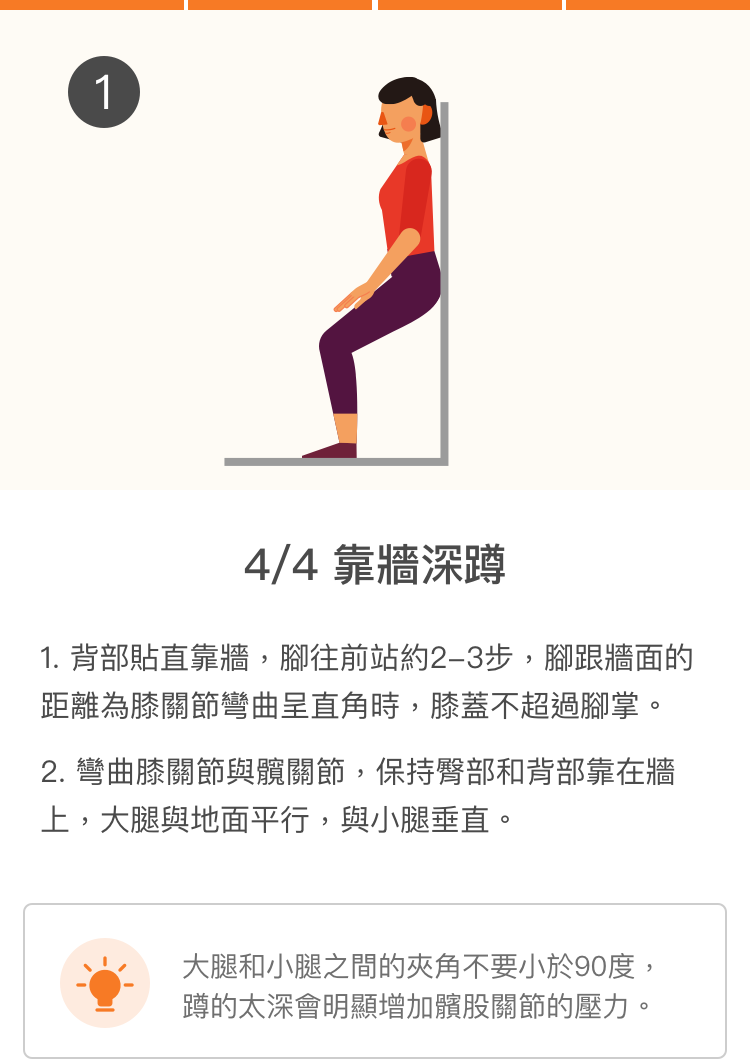 1
4/4 靠牆深蹲
1. 背部貼直靠牆，腳往前站約2–3步，腳跟牆面的
距離為膝關節彎曲呈直角時，膝蓋不超過腳掌。
2. 彎曲膝關節與髖關節，保持臀部和背部靠在牆
上，大腿與地面平行，與小腿垂直。
大腿和小腿之間的夾角不要小於90度，
蹲的太深會明顯增加髕股關節的壓力。